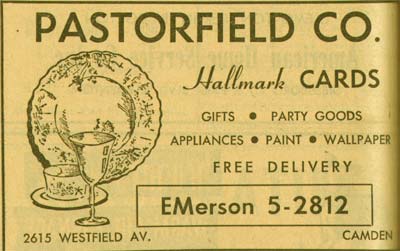 PASTORFIELD CO.
Hallmark CARDS
GIFTS • PARTY GOODS
APPLIANCES • PAINT • WALLPAPER
FREE DELIVERY
EMerson 5-2812
2615 WESTFIELD AV. CAMDEN